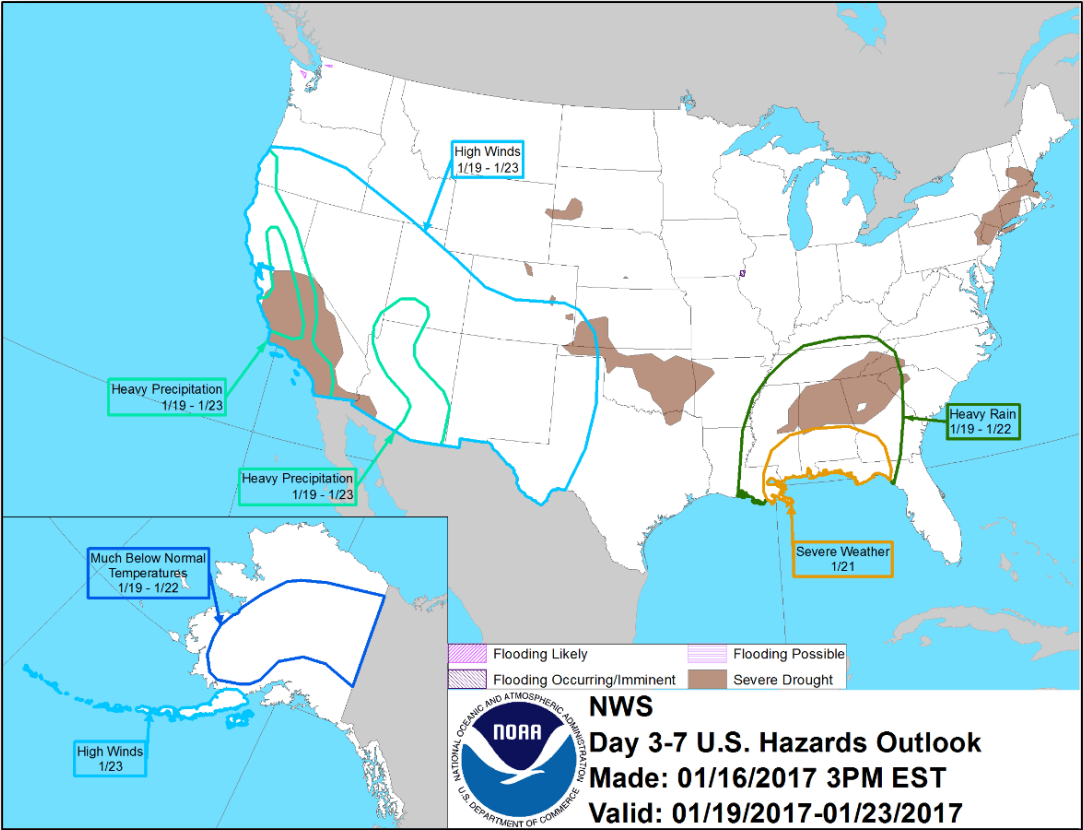 High Winds
1/19 - 1/23
Heavy Precipitation
1/19 - 1/23
Heavy Rain
1/19 - 1/22
Heavy Precipitation
1/19 - 1/23
Severe Weather
1/21
Much Below Normal
Temperatures
1/19 - 1/22
High Winds
1/23
Flooding Likely
Flooding Possible
Flooding Occurring/Imminent
Severe Drought
NATIONAL OCEANIC AND ATMOSPHERIC ADMINISTRATION
NOAA
U.S. DEPARTMENT OF COMMERCE
NWS
Day 3-7 U.S. Hazards Outlook
Made: 01/16/2017 3PM EST
Valid: 01/19/2017-01/23/2017